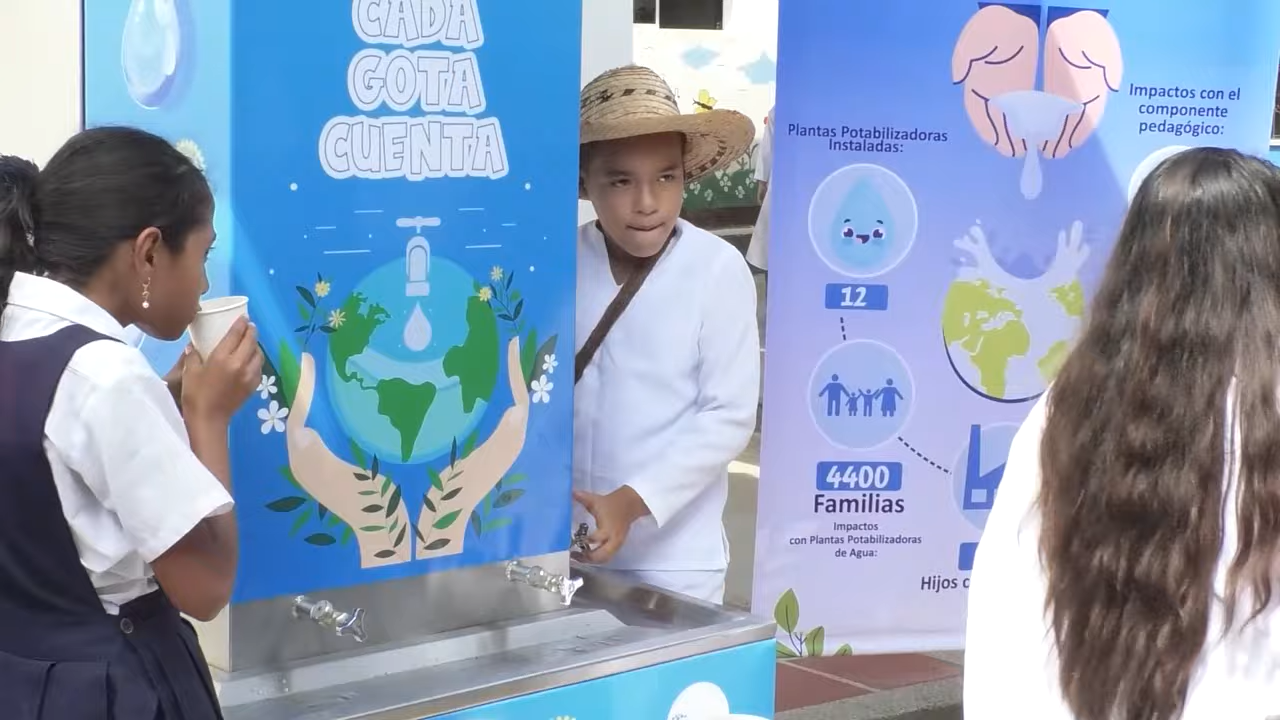 CADA
GOTA
CUENTA
Plantas Potabilizadoras
Instaladas:
12
4400
Familias
Impactos
con Plantas Potabilizadoras
de Agua:
Hijos
Impactos con el
componente
pedagógico: